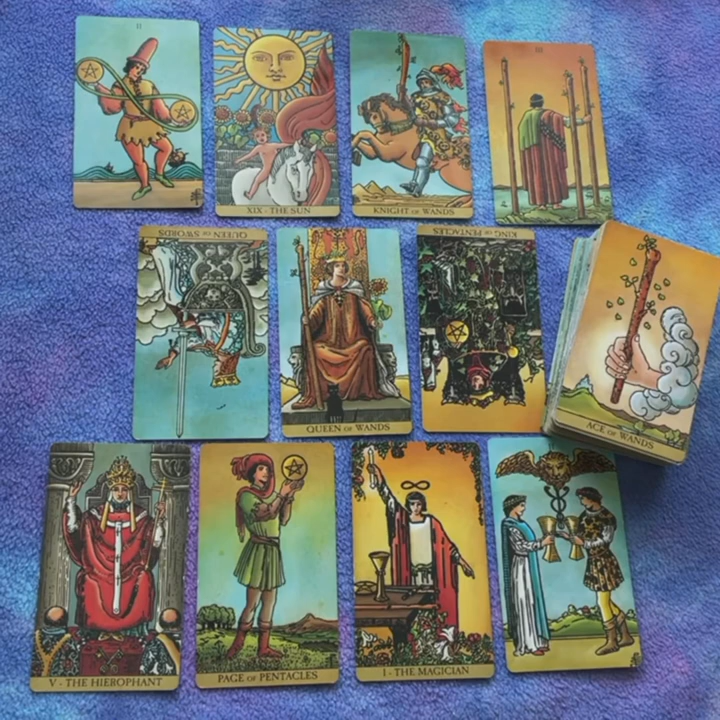 II
XIX - THE SUN
KNIGHT OF WANDS
III
QUEEN OF SWORDS
QUEEN OF WANDS
KING OF PENTACLES
ACE OF WANDS
V - THE HIEROPHANT
PAGE OF PENTACLES
I - THE MAGICIAN